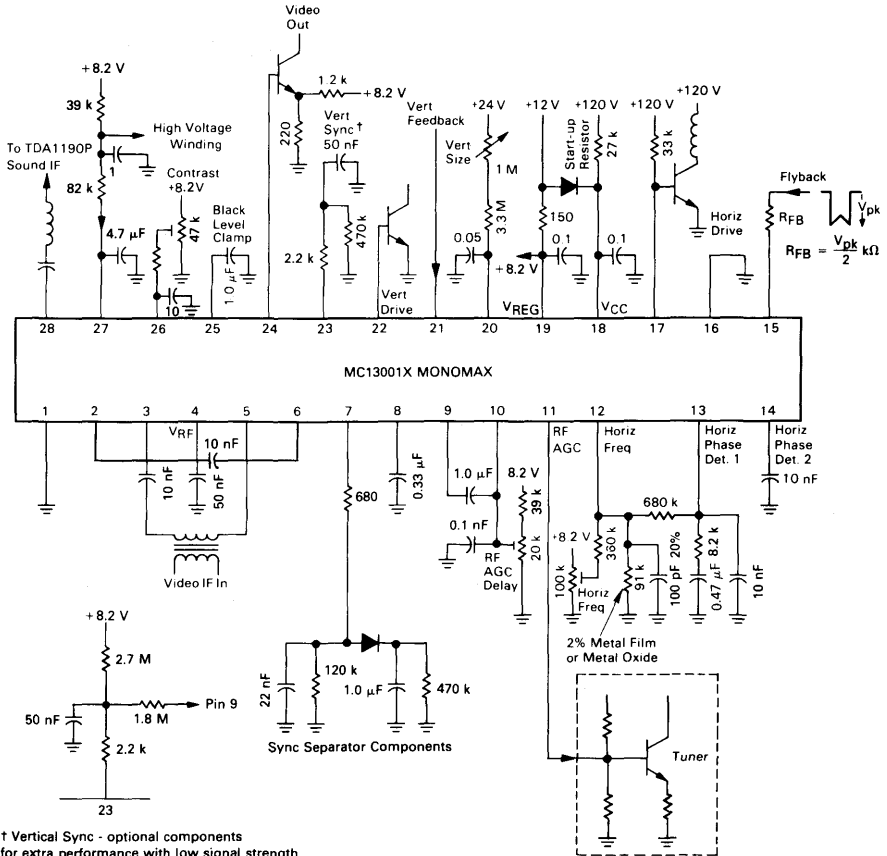 Video
Out
+8.2 V
39 k
High Voltage
Winding
To TDA1190P
Sound IF
1
82 k
Contrast
+8.2V
47 k
4.7 µF
10
Black
Level
Clamp
1 0 µF
1.2 k
+8.2 V
220
Vert
Sync †
50 nF
470 k
2.2 k
Vert
Drive
Vert
Feedback
+24 V
Vert
Size
1 M
3.3 M
0.05
+12 V
Start-up
Resistor
+120 V
27 k
150
0.1
0.1
+8.2 V
VREG
VCC
+120 V
33 k
+120 V
Horiz
Drive
Flyback
Vpk
RFB
RFB = Vpk/2 kΩ
28 27 26 25 24 23 22 21 20 19 18 17 16 15
MC13001X MONOMAX
1 2 3 4 5 6 7 8 9 10 11 12 13 14
VRF
10 nF
10 nF
50 nF
Video IF In
680
0.33 µF
1.0 µF
0.1 nF
8.2 V
39 k
20 k
RF
AGC
Delay
RF
AGC
Horiz
Freq
+8.2 V
100 k
360 k
Horiz
Freq
91 k
100 pF 20%
680 k
8.2 k
0.47 µF
10 nF
Horiz
Phase
Det. 1
Horiz
Phase
Det. 2
10 nF
2% Metal Film
or Metal Oxide
+8.2 V
2.7 M
50 nF
1.8 M
Pin 9
2.2 k
23
22 nF
120 k
1.0 µF
470 k
Sync Separator Components
Tuner
† Vertical Sync - optional components
for extra performance with low signal strength